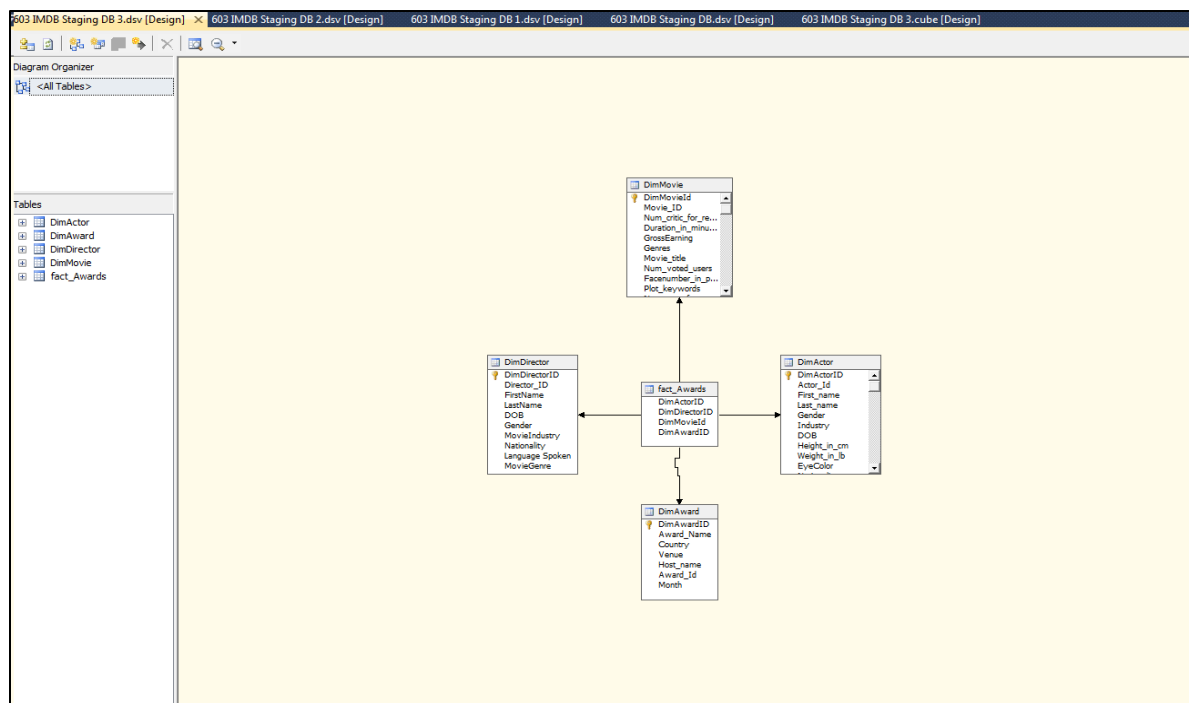 603 IMDB Staging DB 3.dsv [Design]
603 IMDB Staging DB 2.dsv [Design]
603 IMDB Staging DB 1.dsv [Design]
603 IMDB Staging DB.dsv [Design]
603 IMDB Staging DB 3.cube [Design]
Diagram Organizer
<All Tables>
Tables
DimActor
DimAward
DimDirector
DimMovie
fact_Awards
DimMovie
DimMovieId
Movie_ID
Num_critic_for_re...
Duration_in_minu...
GrossEarning
Genres
Movie_title
Num_voted_users
Facenumber_in_p...
Plot_keywords
DimDirector
DimDirectorID
Director_ID
FirstName
LastName
DOB
Gender
MovieIndustry
Nationality
Language Spoken
MovieGenre
fact_Awards
DimActorID
DimDirectorID
DimMovieId
DimAwardID
DimActor
DimActorID
Actor_Id
First_name
Last_name
Gender
Industry
DOB
Height_in_cm
Weight_in_lb
EyeColor
DimAward
DimAwardID
Award_Name
Country
Venue
Host_name
Award_Id
Month